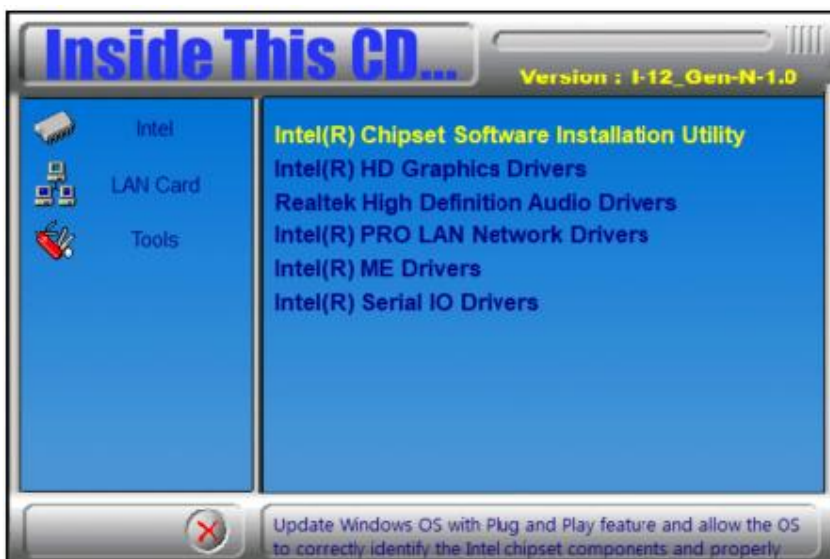 Inside This CD...
Version : I-12_Gen-N-1.0
Intel
LAN Card
Tools
Intel(R) Chipset Software Installation Utility
Intel(R) HD Graphics Drivers
Realtek High Definition Audio Drivers
Intel(R) PRO LAN Network Drivers
Intel(R) ME Drivers
Intel(R) Serial IO Drivers
Update Windows OS with Plug and Play feature and allow the OS
to correctly identify the Intel chipset components and properly